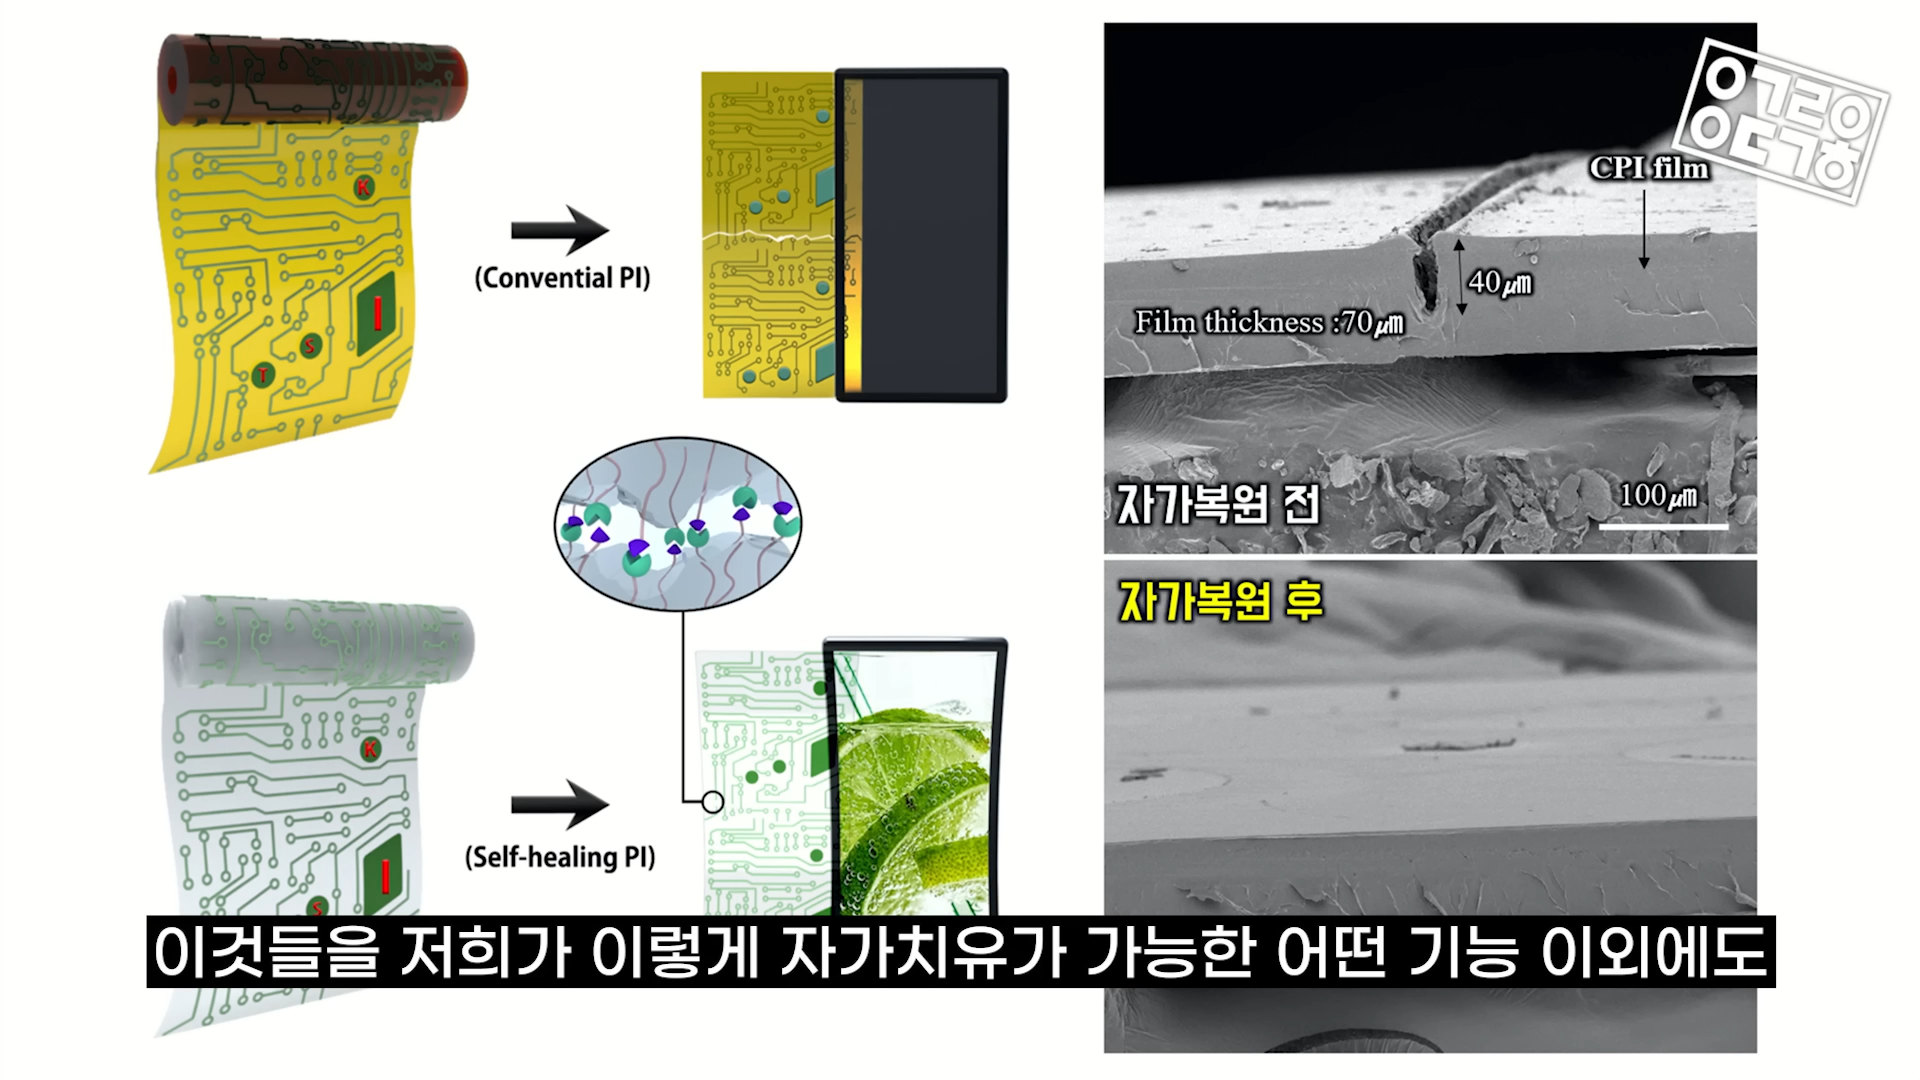 K
I
S
T
(Convential PI)
CPI film
40㎛
Film thickness :70㎛
100㎛
자가복원 전
자가복원 후
K
I
S
(Self-healing PI)
이것들을 저희가 이렇게 자가치유가 가능한 어떤 기능 이외에도